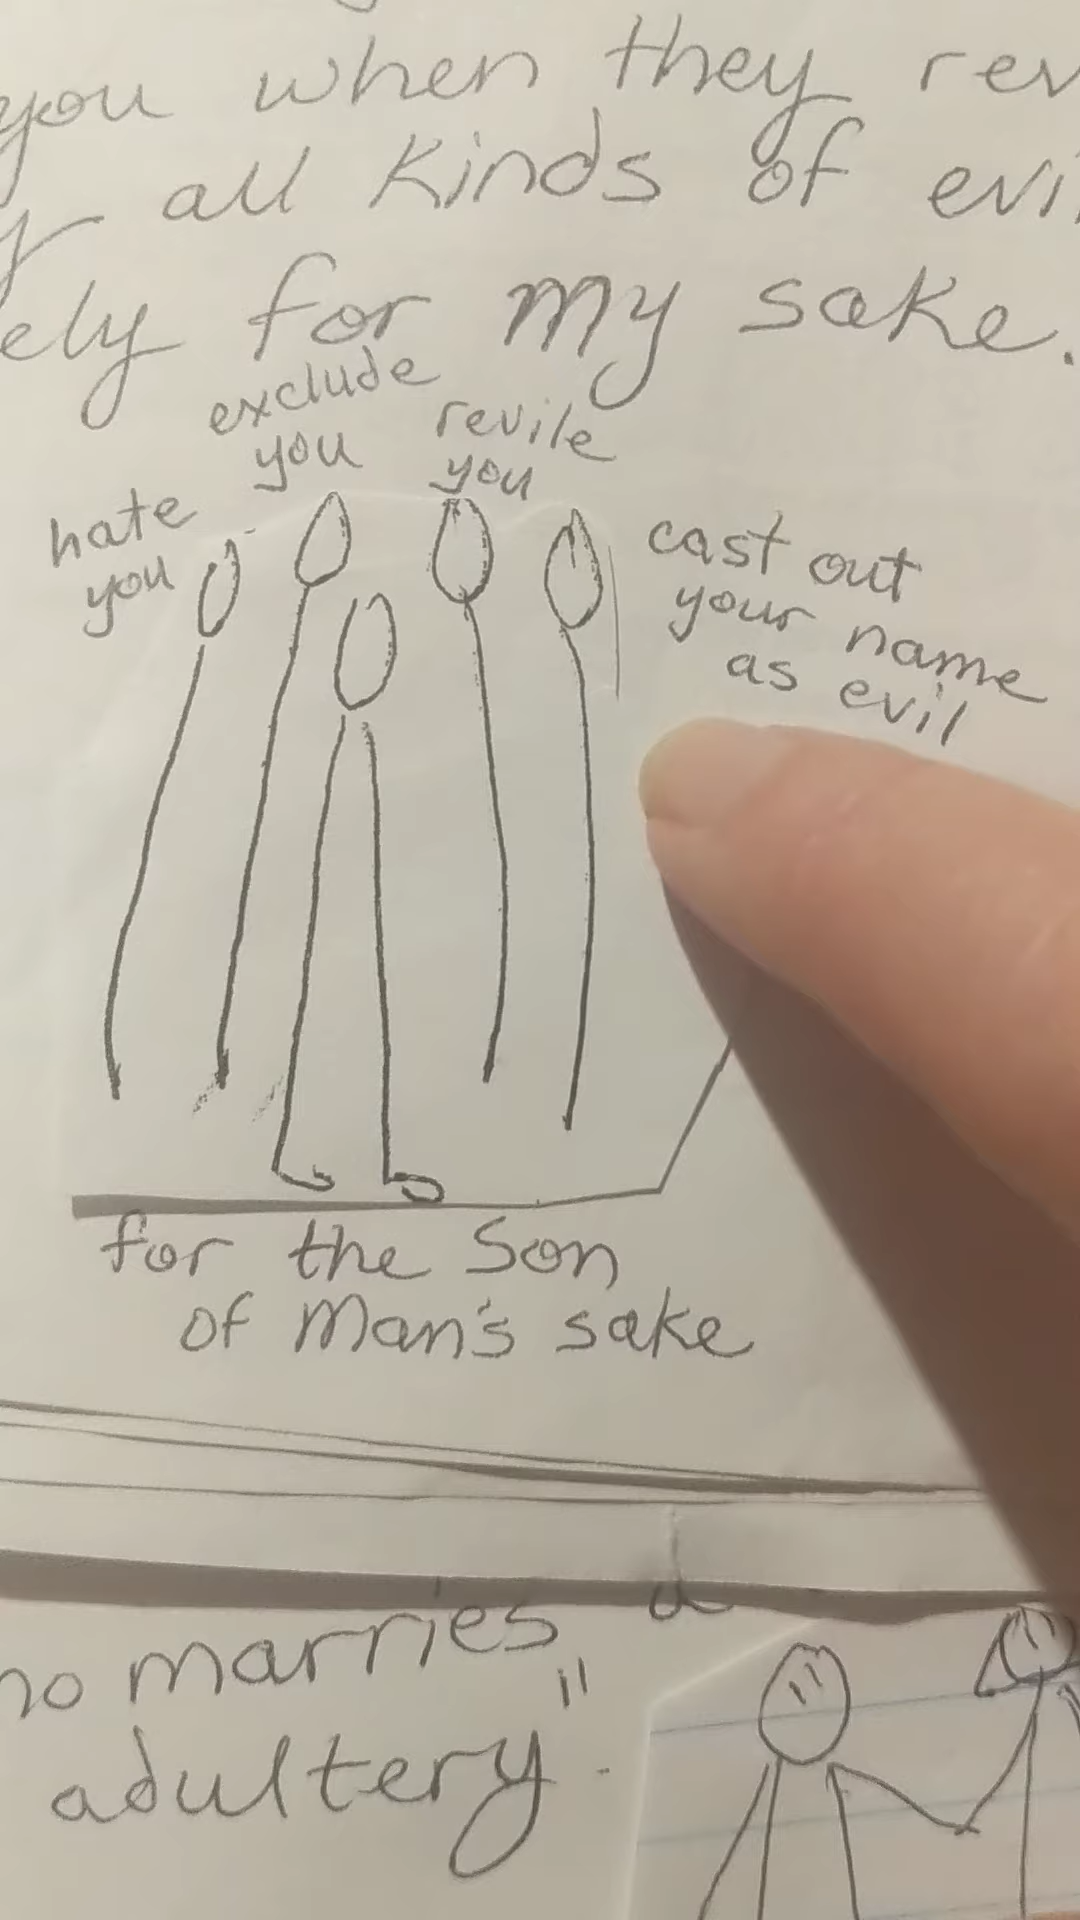 you when they
all kinds of
for my sake.
exclude
you
revile
you
hate
you
cast out
your name
as evil
for the Son
of Man's sake
marries a
adultery."